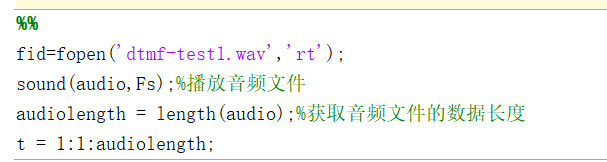 %%
fid=fopen('dtmf-test1.wav','rt');
sound(audio,Fs);%播放音频文件
audiolength = length(audio);%获取音频文件的数据长度
t = 1:1:audiolength;